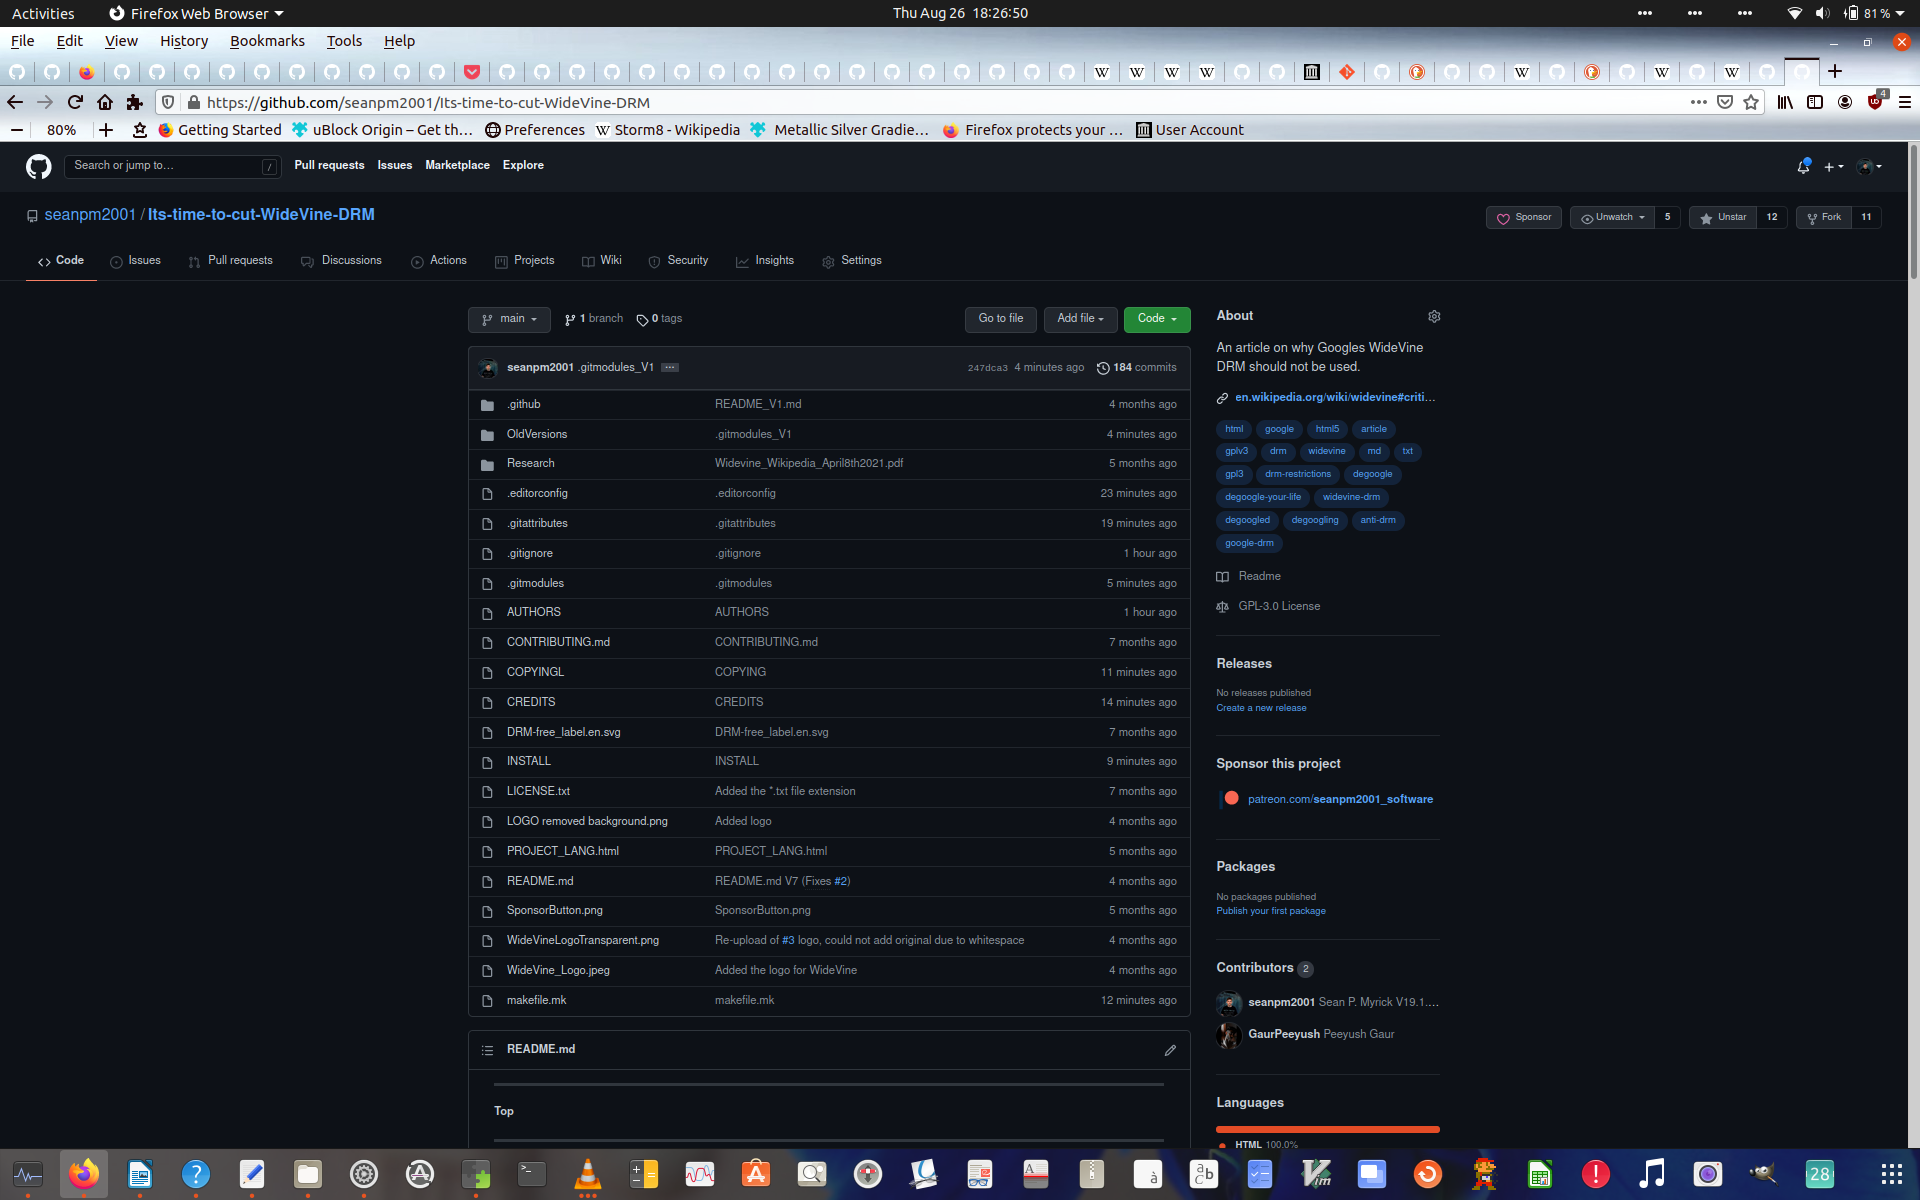 Activities Firefox Web Browser Thu Aug 26 18:26:50 81 %
File Edit View History Bookmarks Tools Help
https://github.com/seanpm2001/Its-time-to-cut-WideVine-DRM 4
80% Getting Started uBlock Origin – Get th… Preferences Storm8 - Wikipedia Metallic Silver Gradie… Firefox protects your … User Account
Search or jump to… / Pull requests Issues Marketplace Explore
seanpm2001 / Its-time-to-cut-WideVine-DRM Sponsor Unwatch 5 Unstar 12 Fork 11
Code Issues Pull requests Discussions Actions Projects Wiki Security Insights Settings
main 1 branch 0 tags Go to file Add file Code
seanpm2001 .gitmodules_V1 ... 247dca3 4 minutes ago 184 commits
.github README_V1.md 4 months ago
OldVersions .gitmodules_V1 4 minutes ago
Research Widevine_Wikipedia_April8th2021.pdf 5 months ago
.editorconfig .editorconfig 23 minutes ago
.gitattributes .gitattributes 19 minutes ago
.gitignore .gitignore 1 hour ago
.gitmodules .gitmodules 5 minutes ago
AUTHORS AUTHORS 1 hour ago
CONTRIBUTING.md CONTRIBUTING.md 7 months ago
COPYINGL COPYING 11 minutes ago
CREDITS CREDITS 14 minutes ago
DRM-free_label.en.svg DRM-free_label.en.svg 7 months ago
INSTALL INSTALL 9 minutes ago
LICENSE.txt Added the *.txt file extension 7 months ago
LOGO removed background.png Added logo 4 months ago
PROJECT_LANG.html PROJECT_LANG.html 5 months ago
README.md README.md V7 (Fixes #2) 4 months ago
SponsorButton.png SponsorButton.png 5 months ago
WideVineLogoTransparent.png Re-upload of #3 logo, could not add original due to whitespace 4 months ago
WideVine_Logo.jpeg Added the logo for WideVine 4 months ago
makefile.mk makefile.mk 12 minutes ago
README.md
Top
About
An article on why Googles WideVine
DRM should not be used.
en.wikipedia.org/wiki/widevine#criti…
html google html5 article
gplv3 drm widevine md txt
gpl3 drm-restrictions degoogle
degoogle-your-life widevine-drm
degoogled degoogling anti-drm
google-drm
Readme
GPL-3.0 License
Releases
No releases published
Create a new release
Sponsor this project
patreon.com/seanpm2001_software
Packages
No packages published
Publish your first package
Contributors 2
seanpm2001 Sean P. Myrick V19.1.…
GaurPeeyush Peeyush Gaur
Languages
HTML 100.0%
28